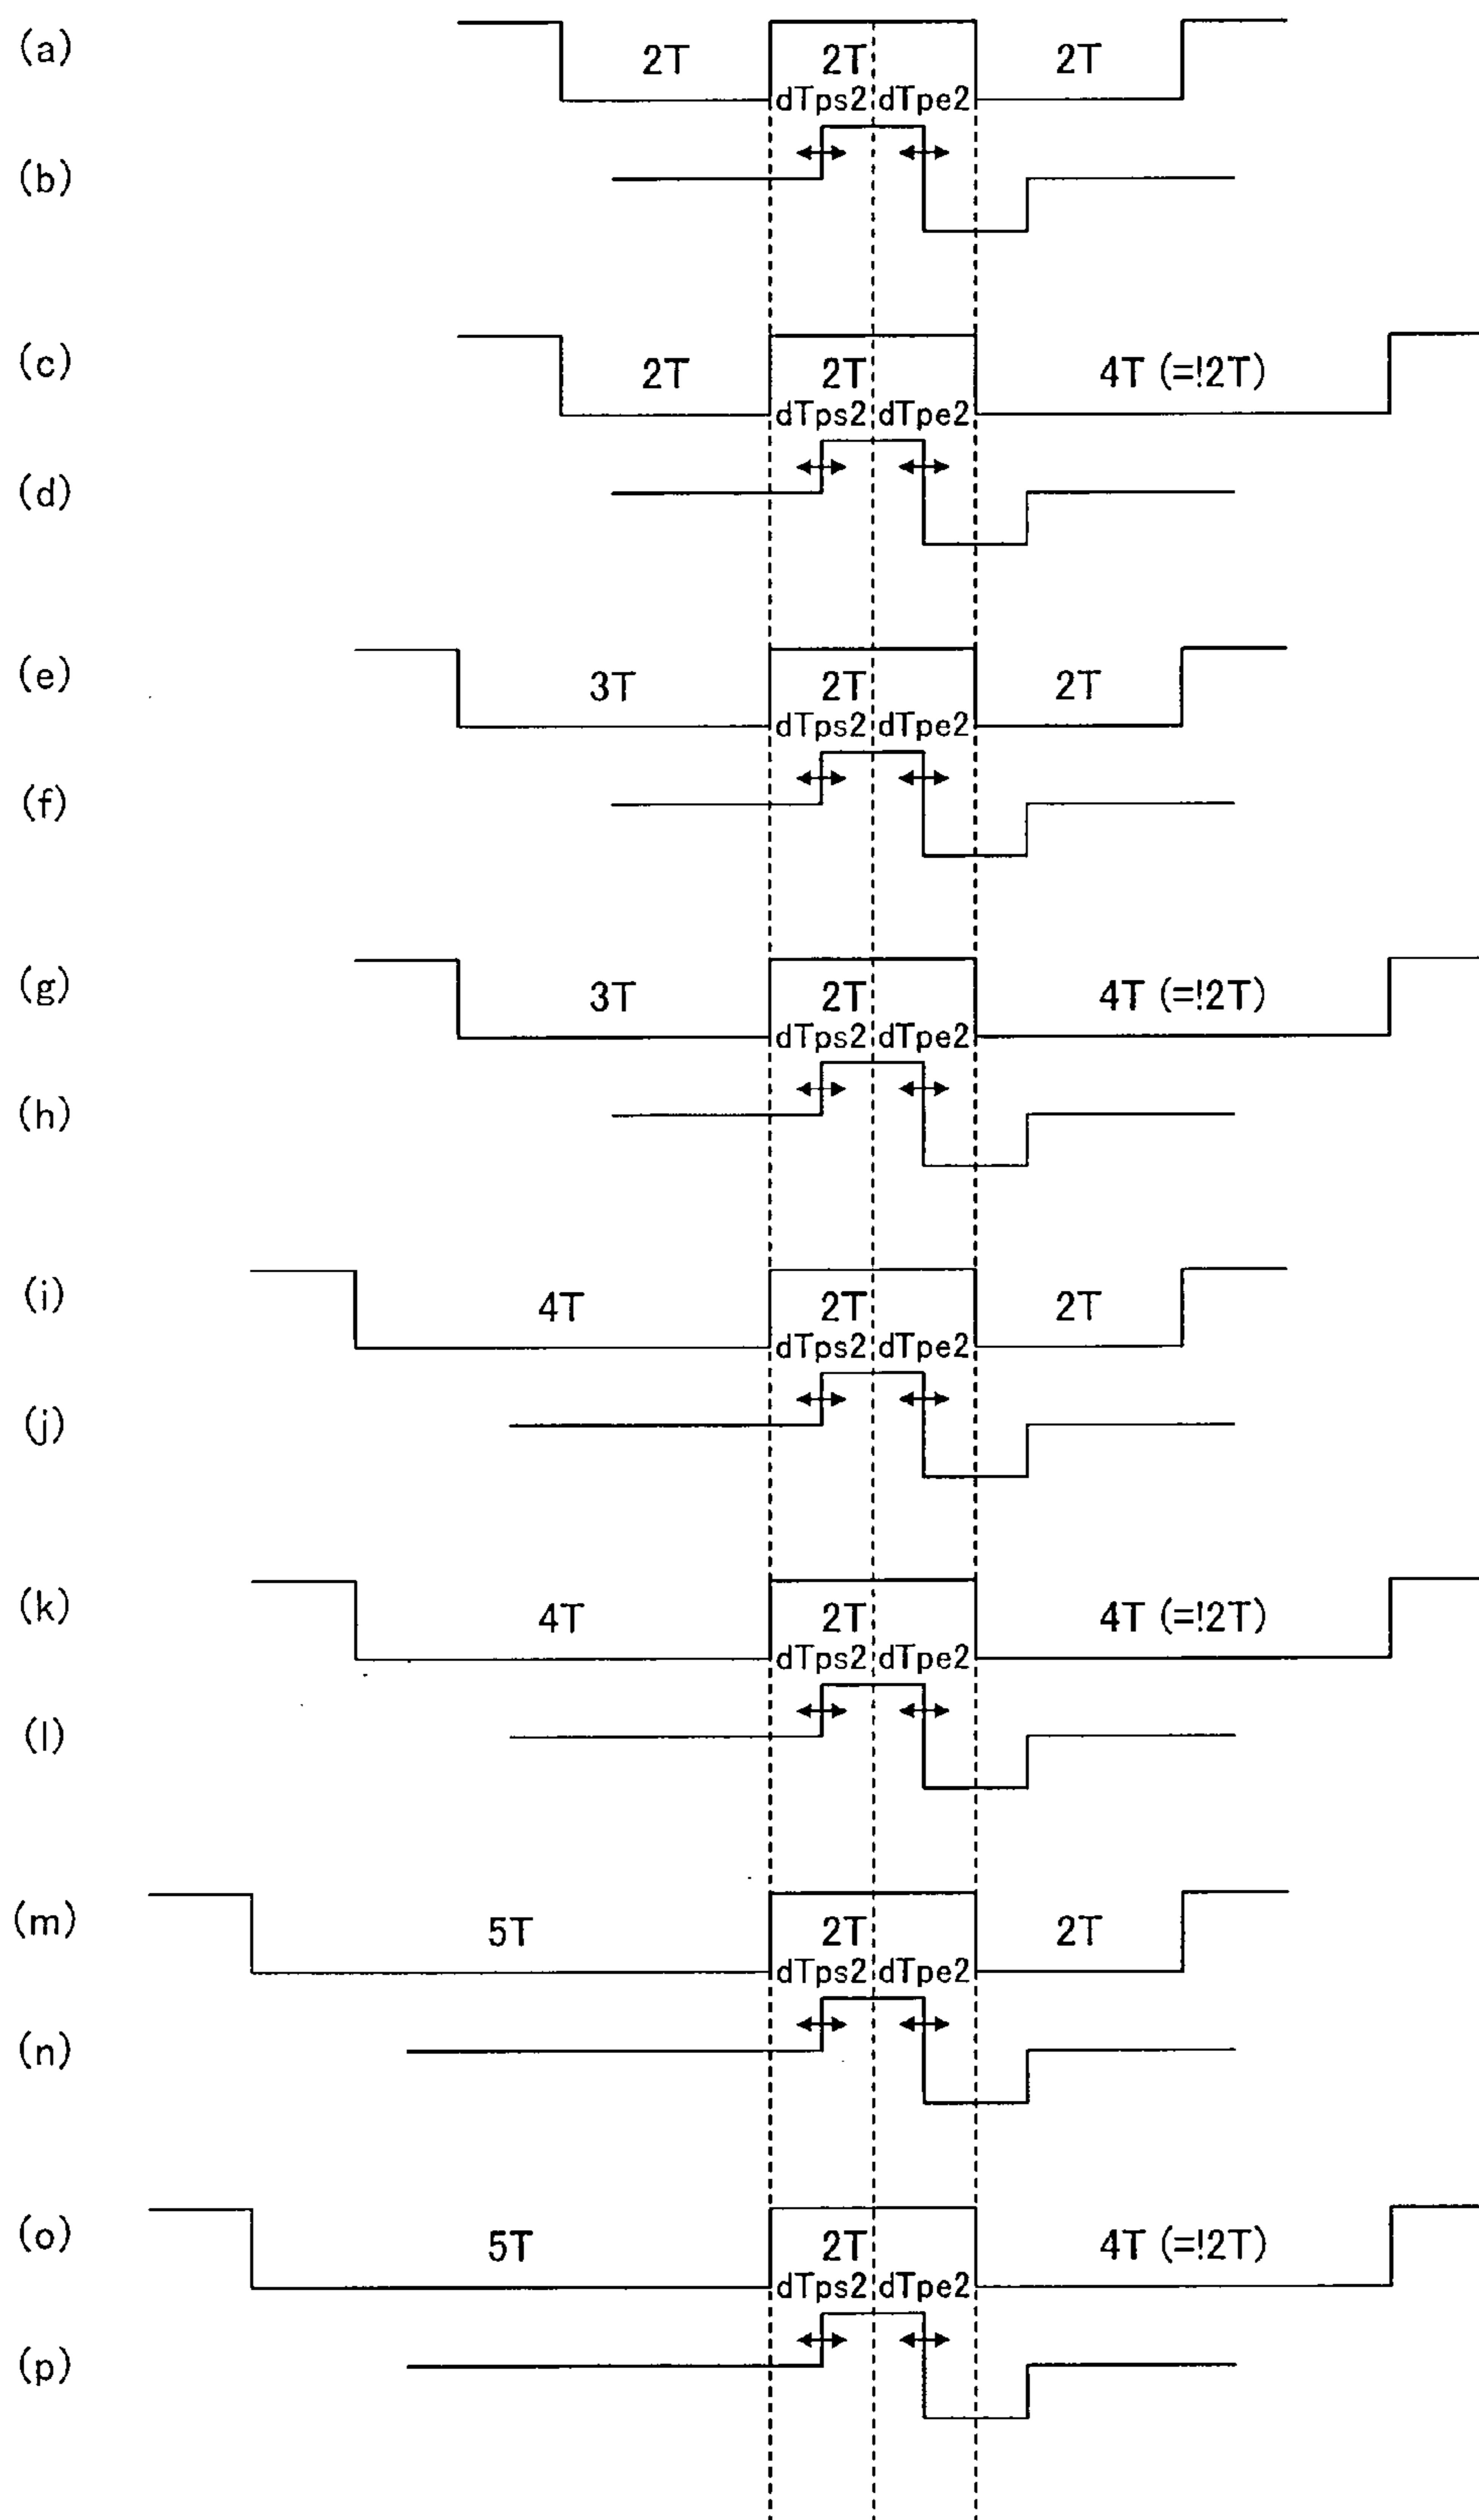 (a)
2T 2T 2T
dTps2 dTpe2
(b)
(c)
2T 2T 4T (=!2T)
dTps2 dTpe2
(d)
(e)
3T 2T 2T
dTps2 dTpe2
(f)
(g)
3T 2T 4T (=!2T)
dTps2 dTpe2
(h)
(i)
4T 2T 2T
dTps2 dTpe2
(j)
(k)
4T 2T 4T (=!2T)
dTps2 dTpe2
(l)
(m)
5T 2T 2T
dTps2 dTpe2
(n)
(o)
5T 2T 4T (=!2T)
dTps2 dTpe2
(p)